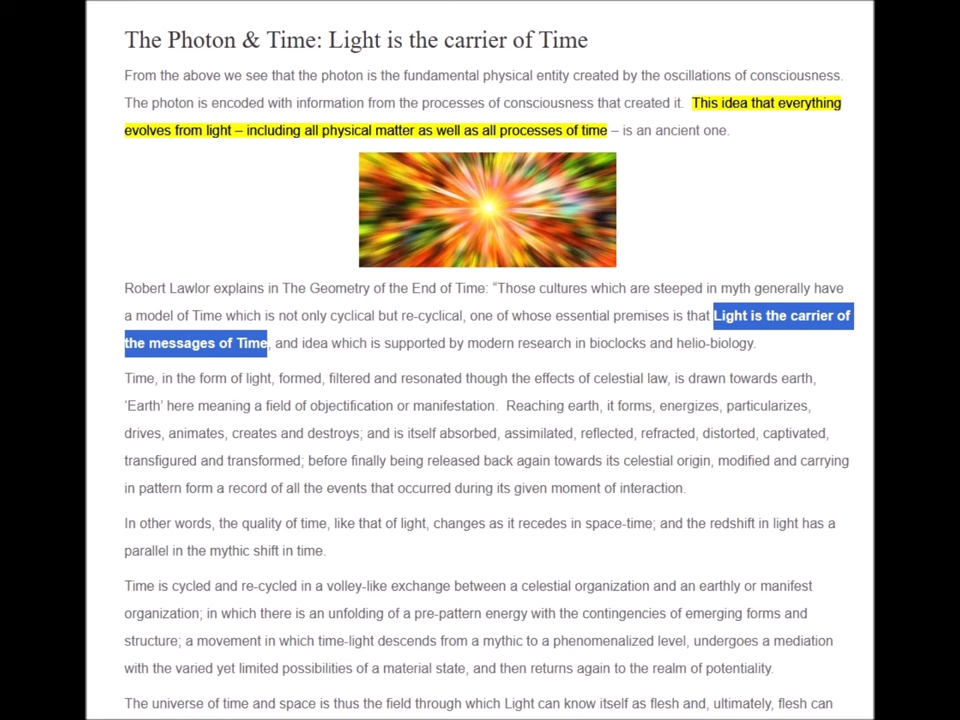 The Photon & Time: Light is the carrier of Time
From the above we see that the photon is the fundamental physical entity created by the oscillations of consciousness.
The photon is encoded with information from the processes of consciousness that created it.  This idea that everything
evolves from light – including all physical matter as well as all processes of time – is an ancient one.
Robert Lawlor explains in The Geometry of the End of Time: “Those cultures which are steeped in myth generally have
a model of Time which is not only cyclical but re-cyclical, one of whose essential premises is that Light is the carrier of
the messages of Time, and idea which is supported by modern research in bioclocks and helio-biology.
Time, in the form of light, formed, filtered and resonated though the effects of celestial law, is drawn towards earth,
‘Earth’ here meaning a field of objectification or manifestation.  Reaching earth, it forms, energizes, particularizes,
drives, animates, creates and destroys; and is itself absorbed, assimilated, reflected, refracted, distorted, captivated,
transfigured and transformed; before finally being released back again towards its celestial origin, modified and carrying
in pattern form a record of all the events that occurred during its given moment of interaction.
In other words, the quality of time, like that of light, changes as it recedes in space-time; and the redshift in light has a
parallel in the mythic shift in time.
Time is cycled and re-cycled in a volley-like exchange between a celestial organization and an earthly or manifest
organization; in which there is an unfolding of a pre-pattern energy with the contingencies of emerging forms and
structure; a movement in which time-light descends from a mythic to a phenomenalized level, undergoes a mediation
with the varied yet limited possibilities of a material state, and then returns again to the realm of potentiality.
The universe of time and space is thus the field through which Light can know itself as flesh and, ultimately, flesh can